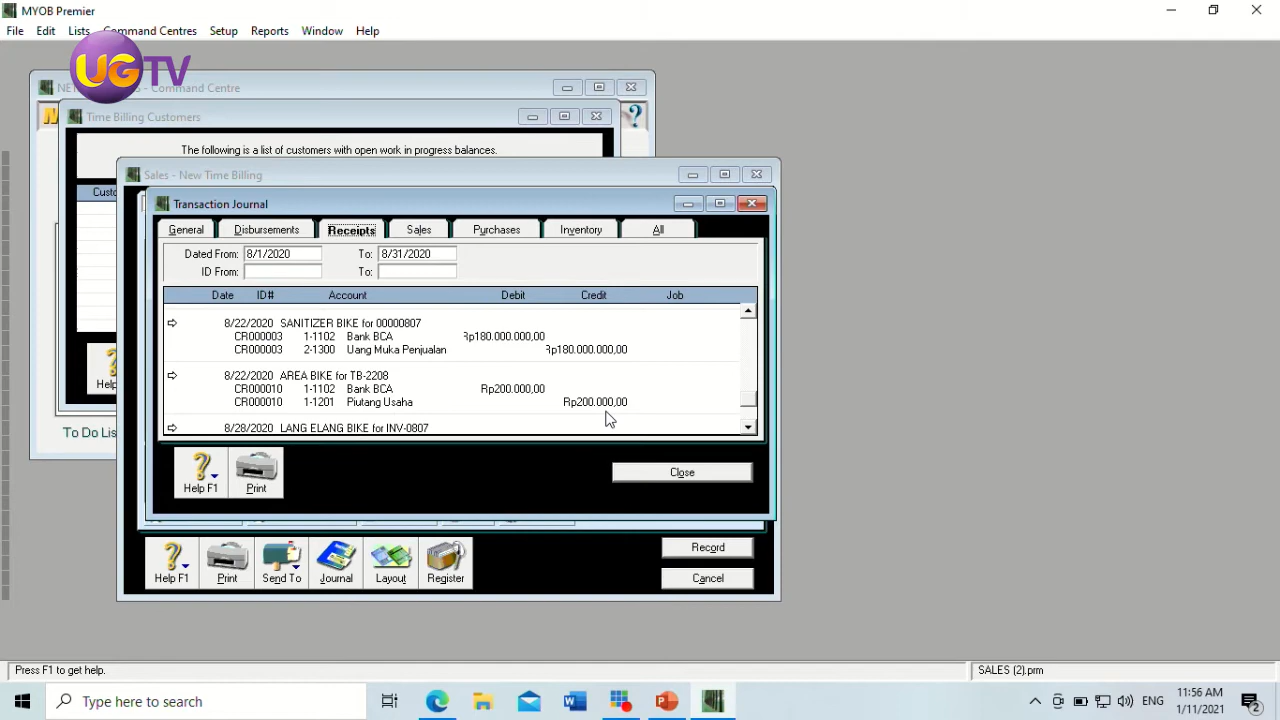 MYOB Premier
File Edit Lists Command Centres Setup Reports Window Help
UGTV
- Command Centre
Time Billing Customers
The following is a list of customers with open work in progress balances.
Sales - New Time Billing
Transaction Journal
General Disbursements Receipts Sales Purchases Inventory All
Dated From: 8/1/2020 To: 8/31/2020
ID From: To:
Date ID# Account Debit Credit Job
8/22/2020 SANITIZER BIKE for 00000807
CR000003 1-1102 Bank BCA Rp180.000.000,00
CR000003 2-1300 Uang Muka Penjualan Rp180.000.000,00
8/22/2020 AREA BIKE for TB-2208
CR000010 1-1102 Bank BCA Rp200.000,00
CR000010 1-1201 Piutang Usaha Rp200.000,00
8/28/2020 LANG ELANG BIKE for INV-0807
To Do Lis
Help F1 Print Close
Record
Help F1 Print Send To Journal Layout Register Cancel
Press F1 to get help. SALES (2).prm
Type here to search
ENG 11:56 AM
1/11/2021
2